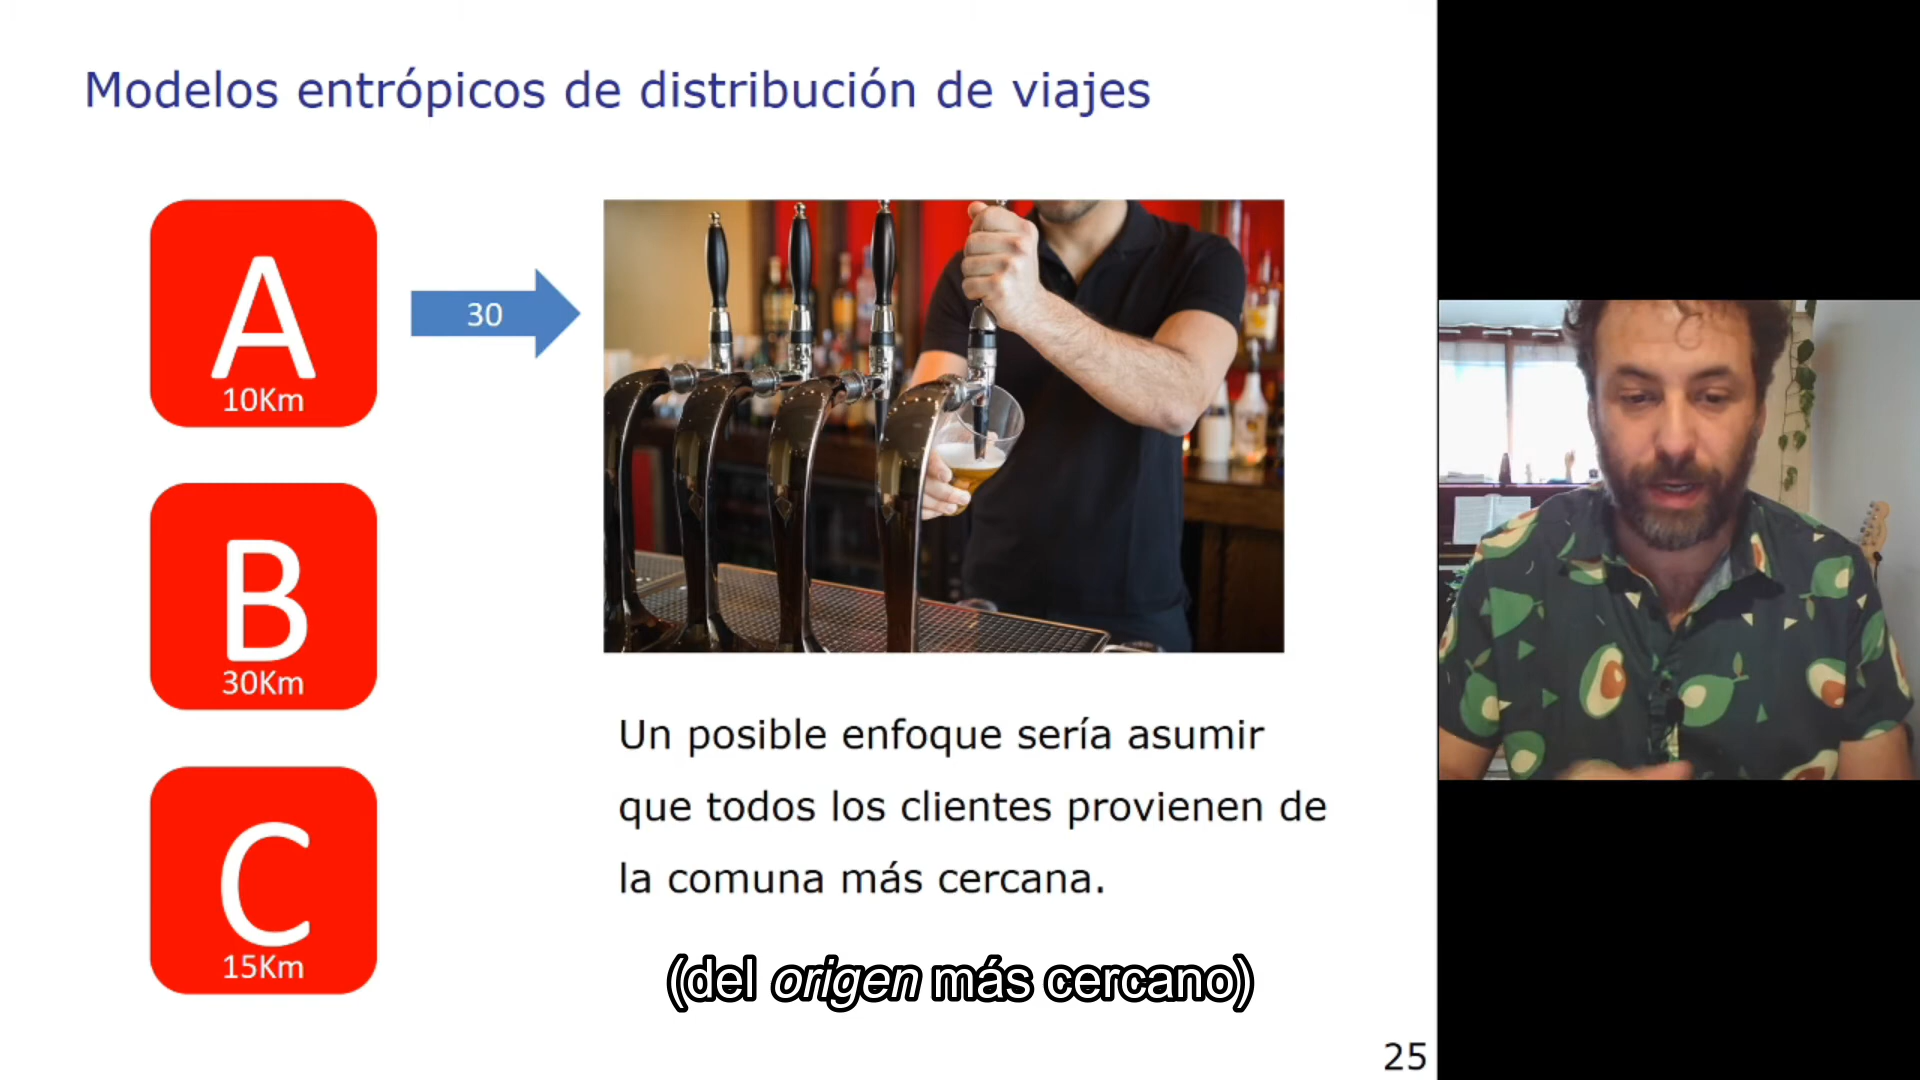 Modelos entrópicos de distribución de viajes
A
10Km
30
B
30Km
C
15Km
Un posible enfoque sería asumir
que todos los clientes provienen de
la comuna más cercana.
(del origen más cercano)
25